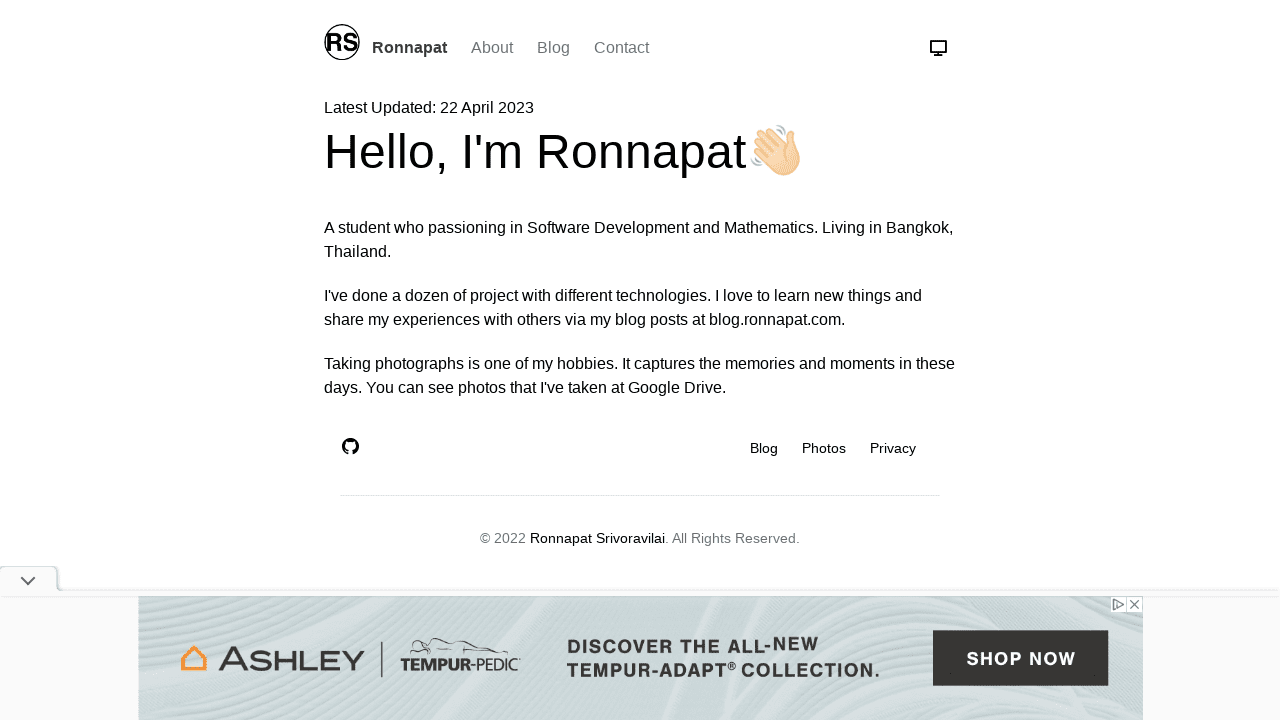 RS Ronnapat About Blog Contact
Latest Updated: 22 April 2023
Hello, I'm Ronnapat
A student who passioning in Software Development and Mathematics. Living in Bangkok,
Thailand.
I've done a dozen of project with different technologies. I love to learn new things and
share my experiences with others via my blog posts at blog.ronnapat.com.
Taking photographs is one of my hobbies. It captures the memories and moments in these
days. You can see photos that I've taken at Google Drive.
Blog Photos Privacy
© 2022 Ronnapat Srivoravilai. All Rights Reserved.
ASHLEY TEMPUR-PEDIC®
DISCOVER THE ALL-NEW
TEMPUR-ADAPT® COLLECTION.
SHOP NOW